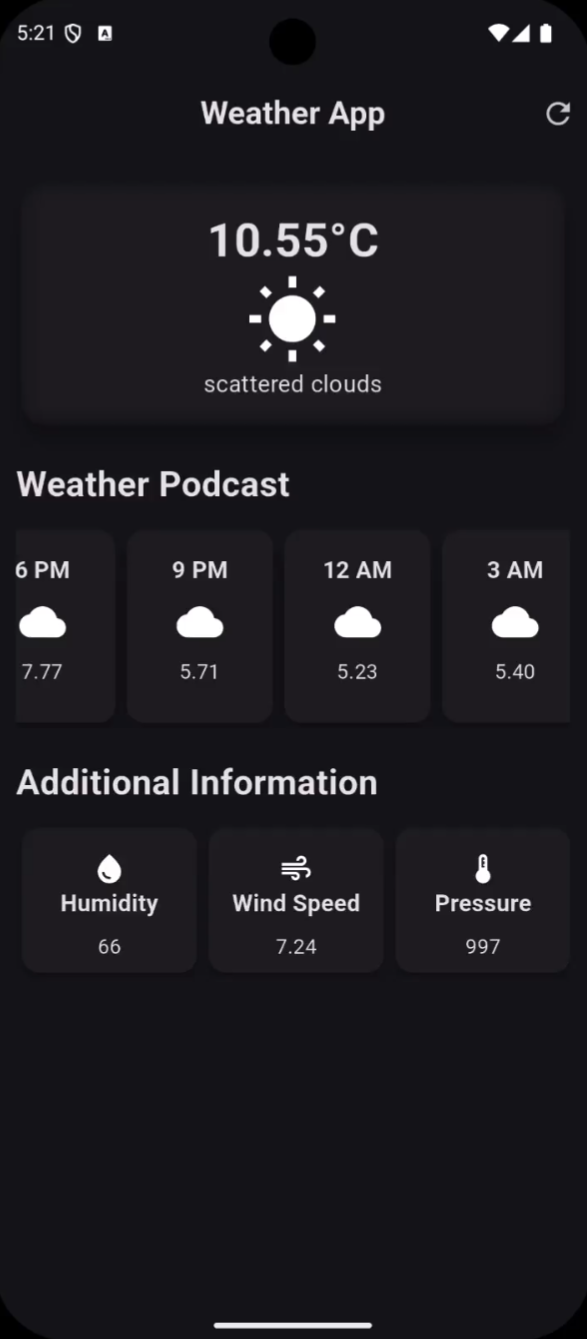 5:21
Weather App
10.55°C
scattered clouds
Weather Podcast
6 PM 9 PM 12 AM 3 AM
7.77 5.71 5.23 5.40
Additional Information
Humidity Wind Speed Pressure
66 7.24 997